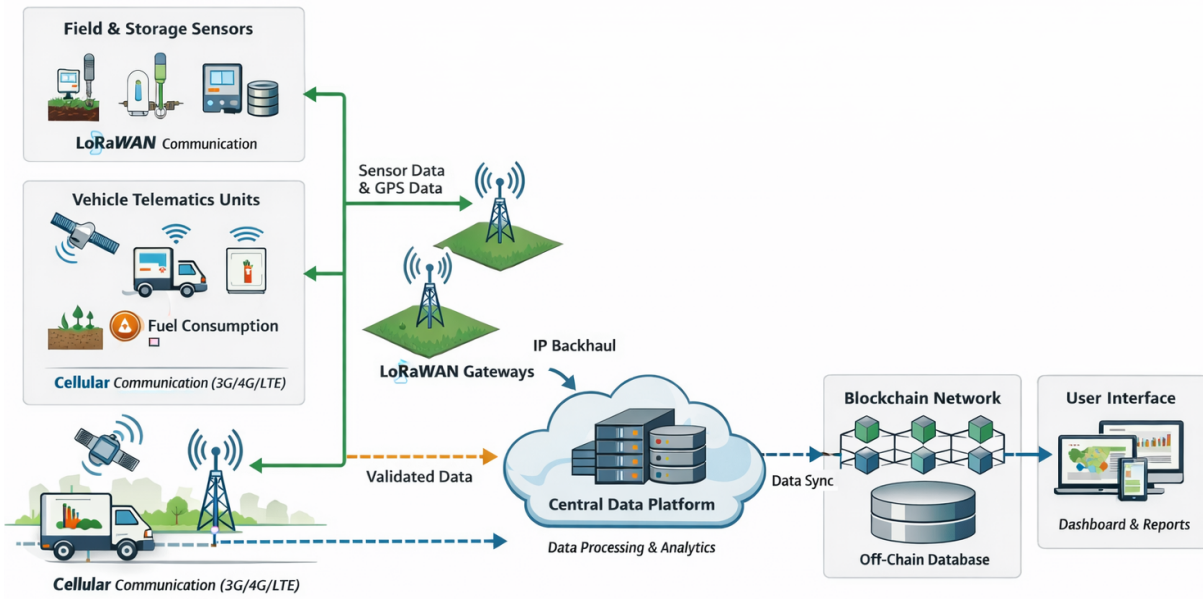 Field & Storage Sensors
LoRaWAN Communication
Vehicle Telematics Units
Fuel Consumption
Cellular Communication (3G/4G/LTE)
Sensor Data
& GPS Data
LoRaWAN Gateways
IP Backhaul
Validated Data
Cellular Communication (3G/4G/LTE)
Central Data Platform
Data Processing & Analytics
Data Sync
Blockchain Network
Off-Chain Database
User Interface
Dashboard & Reports